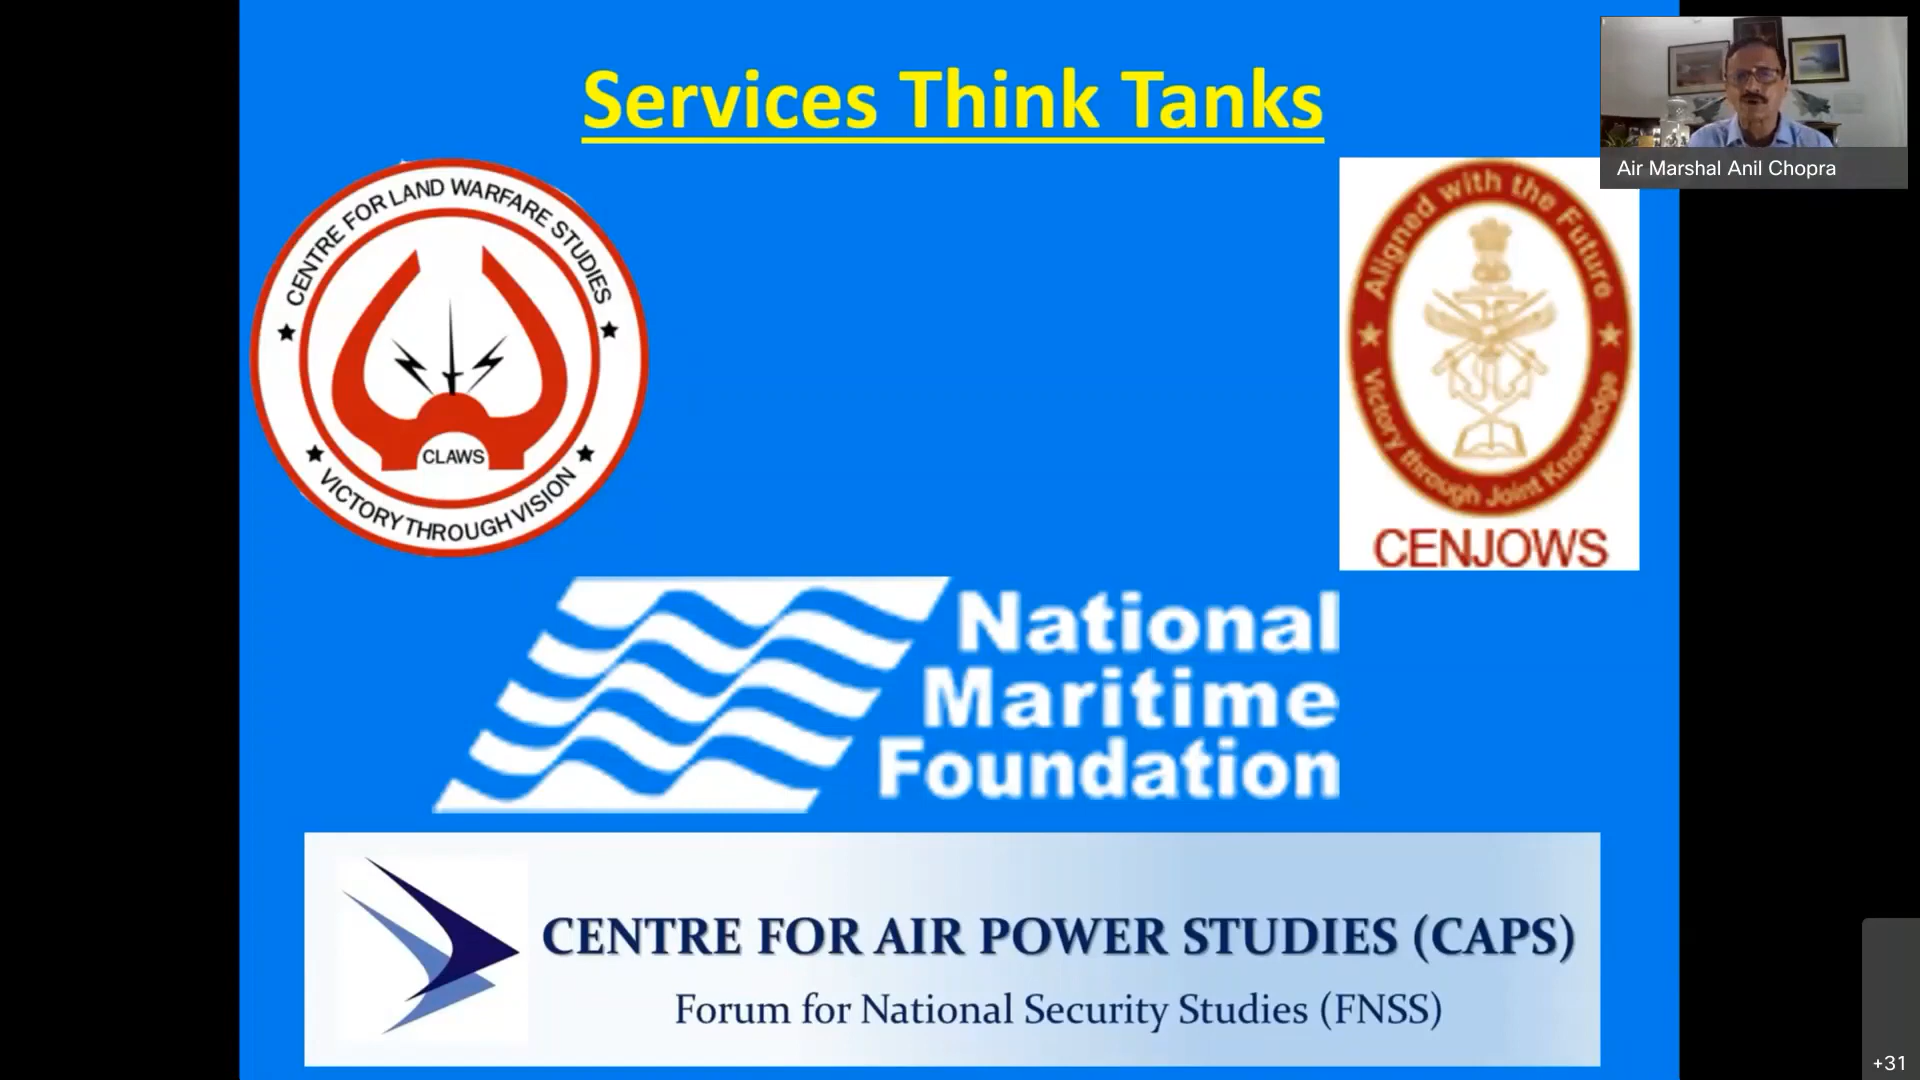 Services Think Tanks
Air Marshal Anil Chopra
CENTRE FOR LAND WARFARE STUDIES
CLAWS
VICTORY THROUGH VISION
Aligned with the Future
Victory through Joint Knowledge
CENJOWS
National
Maritime
Foundation
CENTRE FOR AIR POWER STUDIES (CAPS)
Forum for National Security Studies (FNSS)
+31